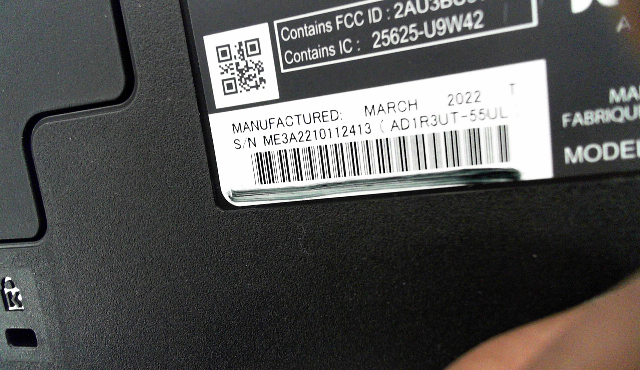 Contains FCC ID : 2AU3B
Contains IC : 25625-U9W42
MANUFACTURED: MARCH 2022 T
S/N ME3A2210112413 ( AD1R3UT-55UL )
MODEL